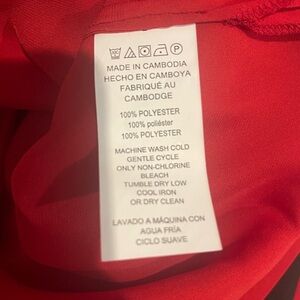 MADE IN CAMBODIA
HECHO EN CAMBOYA
FABRIQUÉ AU
CAMBODGE
100% POLYESTER
100% poliéster
100% POLYESTER
MACHINE WASH COLD
GENTLE CYCLE
ONLY NON-CHLORINE
BLEACH
TUMBLE DRY LOW
COOL IRON
OR DRY CLEAN
LAVADO A MÁQUINA CON
AGUA FRÍA
CICLO SUAVE